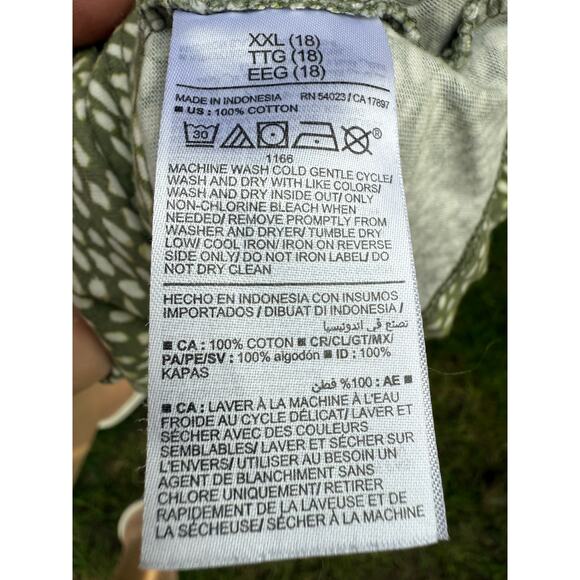 XXL (18)
TTG (18)
EEG (18)
MADE IN INDONESIA RN 54023 / CA 17897
■ US : 100% COTTON
30
1166
MACHINE WASH COLD GENTLE CYCLE/
WASH AND DRY WITH LIKE COLORS/
WASH AND DRY INSIDE OUT/ ONLY
NON-CHLORINE BLEACH WHEN
NEEDED/ REMOVE PROMPTLY FROM
WASHER AND DRYER/ TUMBLE DRY
LOW/ COOL IRON/ IRON ON REVERSE
SIDE ONLY/ DO NOT IRON LABEL/ DO
NOT DRY CLEAN
HECHO EN INDONESIA CON INSUMOS
IMPORTADOS / DIBUAT DI INDONESIA /
تصنع في اندونيسيا
■ CA : 100% COTON ■ CR/CL/GT/MX/
PA/PE/SV : 100% algodón ■ ID : 100%
KAPAS
■ AE : 100% قطن
■ CA : LAVER À LA MACHINE À L'EAU
FROIDE AU CYCLE DÉLICAT/ LAVER ET
SÉCHER AVEC DES COULEURS
SEMBLABLES/ LAVER ET SÉCHER SUR
L'ENVERS/ UTILISER AU BESOIN UN
AGENT DE BLANCHIMENT SANS
CHLORE UNIQUEMENT/ RETIRER
RAPIDEMENT DE LA LAVEUSE ET DE
LA SÉCHEUSE/ SÉCHER À LA MACHINE